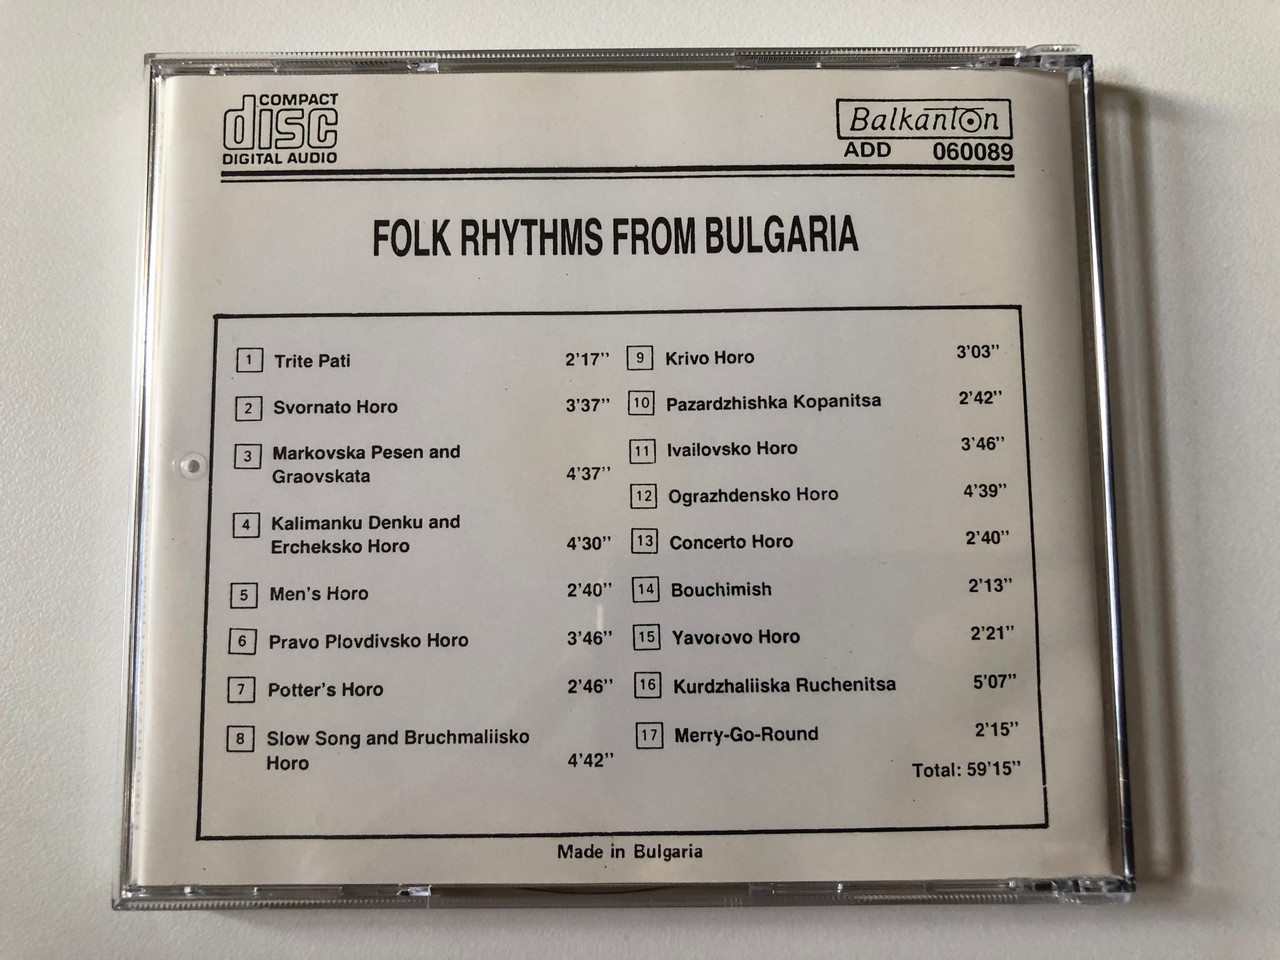 COMPACT
disc
DIGITAL AUDIO
Balkanton
ADD 060089
FOLK RHYTHMS FROM BULGARIA
1 Trite Pati 2'17''
2 Svornato Horo 3'37''
3 Markovska Pesen and
Graovskata 4'37''
4 Kalimanku Denku and
Ercheksko Horo 4'30''
5 Men's Horo 2'40''
6 Pravo Plovdivsko Horo 3'46''
7 Potter's Horo 2'46''
8 Slow Song and Bruchmaliisko
Horo 4'42''
9 Krivo Horo 3'03''
10 Pazardzhishka Kopanitsa 2'42''
11 Ivailovsko Horo 3'46''
12 Ograzhdensko Horo 4'39''
13 Concerto Horo 2'40''
14 Bouchimish 2'13''
15 Yavorovo Horo 2'21''
16 Kurdzhaliiska Ruchenitsa 5'07''
17 Merry-Go-Round 2'15''
Total: 59'15''
Made in Bulgaria